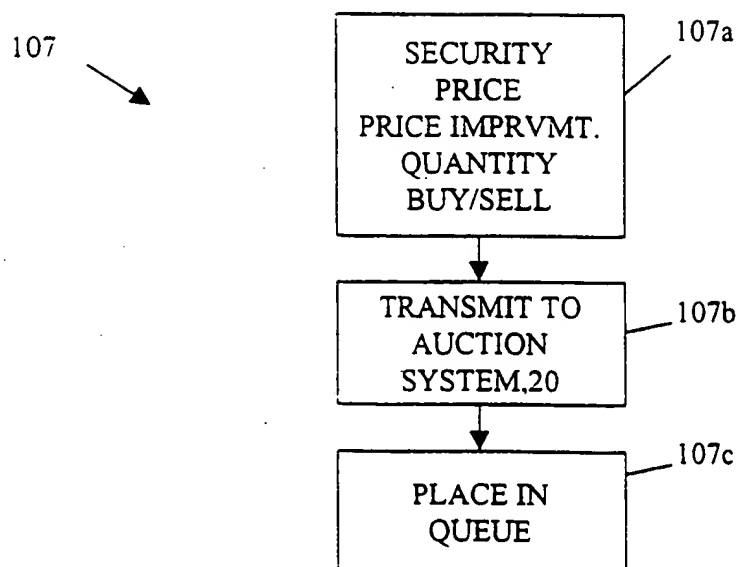 107
107a
SECURITY
PRICE
PRICE IMPRVMT.
QUANTITY
BUY/SELL
107b
TRANSMIT TO
AUCTION
SYSTEM,20
107c
PLACE IN
QUEUE